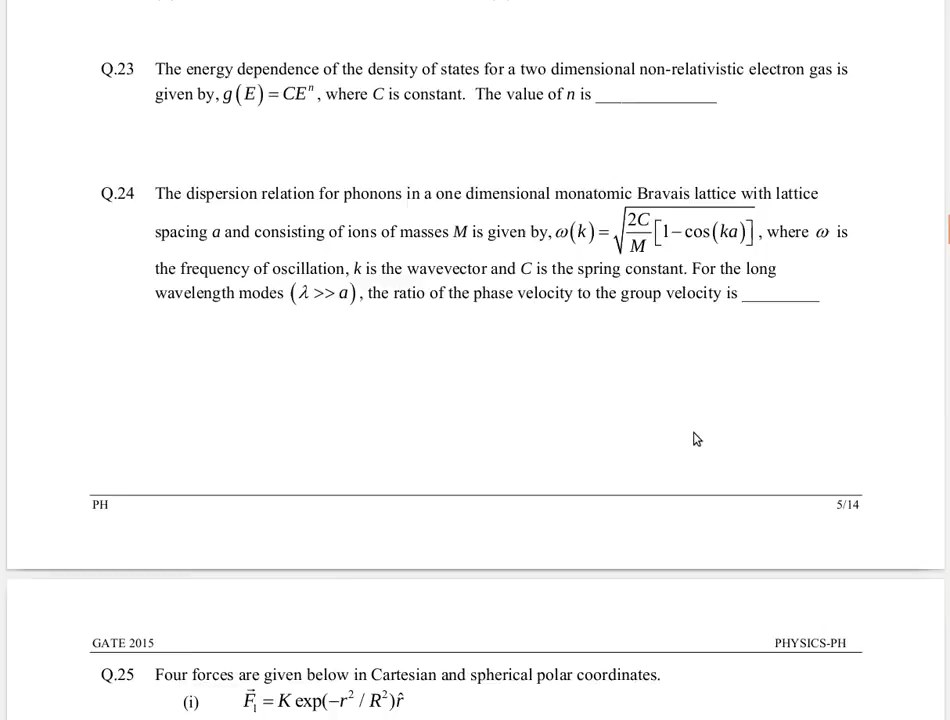 Q.23 The energy dependence of the density of states for a two dimensional non-relativistic electron gas is
given by, g(E) = CEⁿ, where C is constant. The value of n is ______________
Q.24 The dispersion relation for phonons in a one dimensional monatomic Bravais lattice with lattice
spacing a and consisting of ions of masses M is given by, ω(k) = √(2C/M [1−cos(ka)]), where ω is
the frequency of oscillation, k is the wavevector and C is the spring constant. For the long
wavelength modes (λ >> a), the ratio of the phase velocity to the group velocity is _________
PH 5/14
GATE 2015 PHYSICS-PH
Q.25 Four forces are given below in Cartesian and spherical polar coordinates.
(i) F⃗₁ = K exp(−r² / R²)r̂